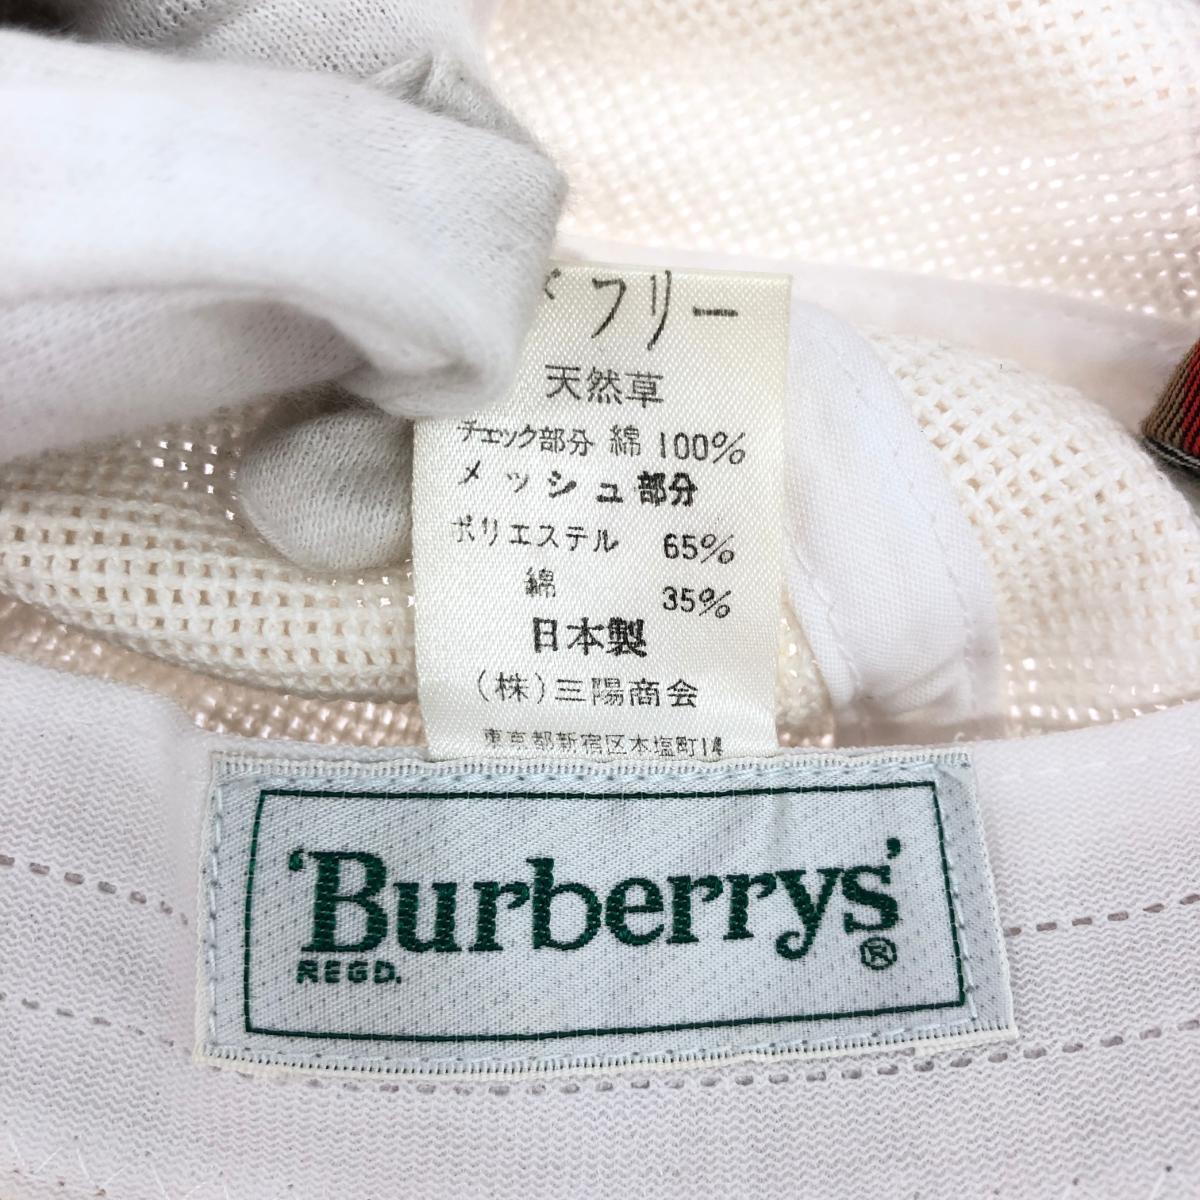 フリー
天然草
チェック部分 綿 100%
メッシュ部分
ポリエステル 65%
綿 35%
日本製
(株)三陽商会
東京都新宿区本塩町14
'Burberrys'
REGD. ®